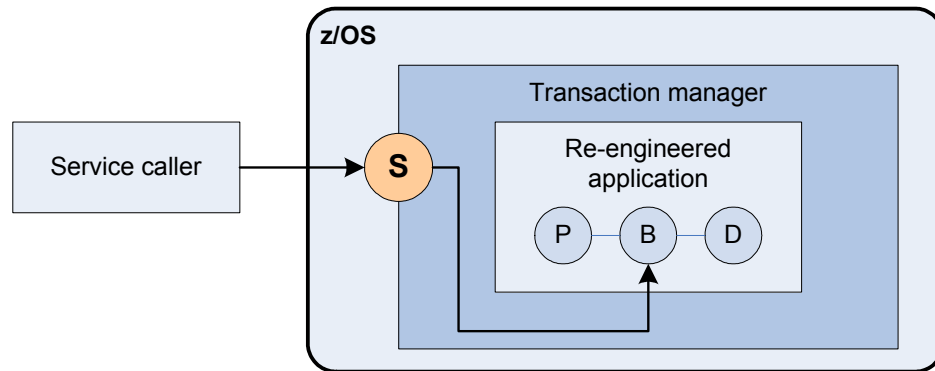 z/OS
Transaction manager
Service caller
S
Re-engineered
application
P
B
D